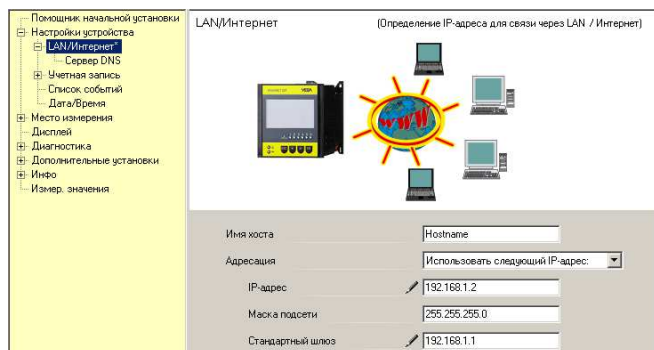 Помощник начальной установки
Настройки устройства
LAN/Интернет*
Сервер DNS
Учетная запись
Список событий
Дата/Время
Место измерения
Дисплей
Диагностика
Дополнительные установки
Инфо
Измер. значения
LAN/Интернет
(Определение IP-адреса для связи через LAN / Интернет)
VEGA
WWW
Имя хоста
Hostname
Адресация
Использовать следующий IP-адрес:
IP-адрес
192.168.1.2
Маска подсети
255.255.255.0
Стандартный шлюз
192.168.1.1